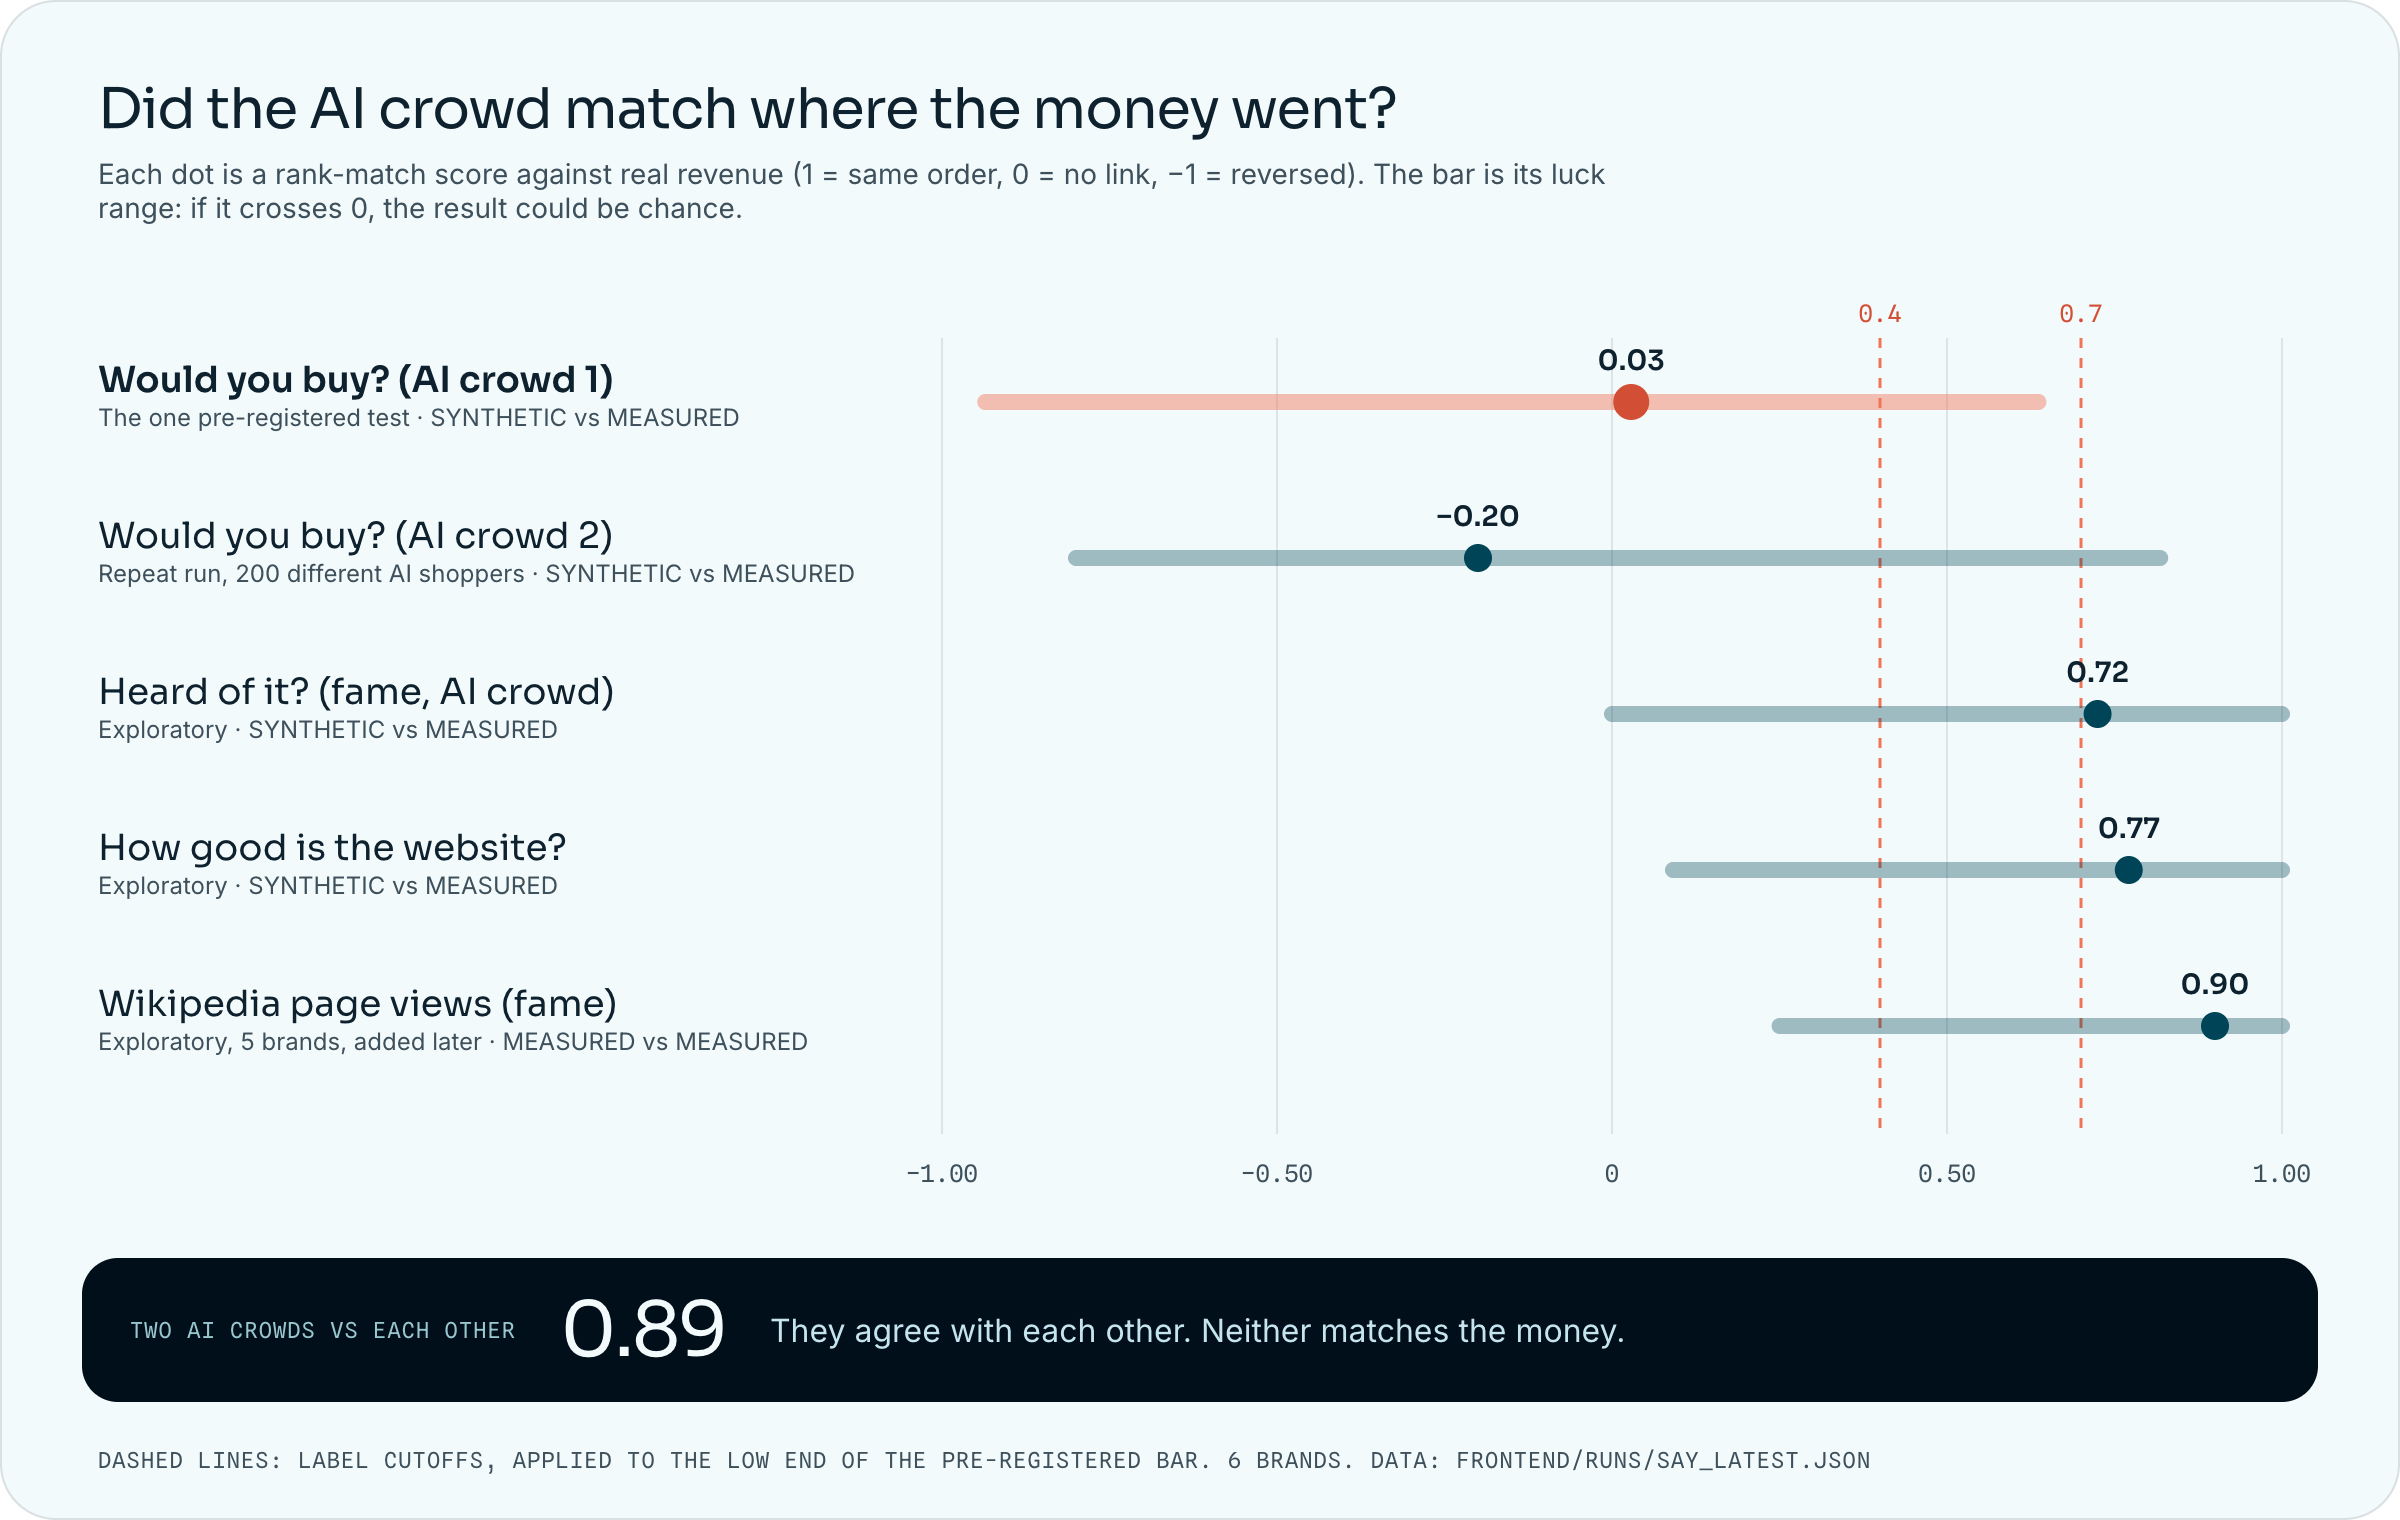 Did the AI crowd match where the money went?
Each dot is a rank-match score against real revenue (1 = same order, 0 = no link, −1 = reversed). The bar is its luck
range: if it crosses 0, the result could be chance.
0.4
0.7
Would you buy? (AI crowd 1)
The one pre-registered test · SYNTHETIC vs MEASURED
0.03
Would you buy? (AI crowd 2)
Repeat run, 200 different AI shoppers · SYNTHETIC vs MEASURED
−0.20
Heard of it? (fame, AI crowd)
Exploratory · SYNTHETIC vs MEASURED
0.72
How good is the website?
Exploratory · SYNTHETIC vs MEASURED
0.77
Wikipedia page views (fame)
Exploratory, 5 brands, added later · MEASURED vs MEASURED
0.90
−1.00
−0.50
0
0.50
1.00
TWO AI CROWDS VS EACH OTHER
0.89
They agree with each other. Neither matches the money.
DASHED LINES: LABEL CUTOFFS, APPLIED TO THE LOW END OF THE PRE-REGISTERED BAR. 6 BRANDS. DATA: FRONTEND/RUNS/SAY_LATEST.JSON